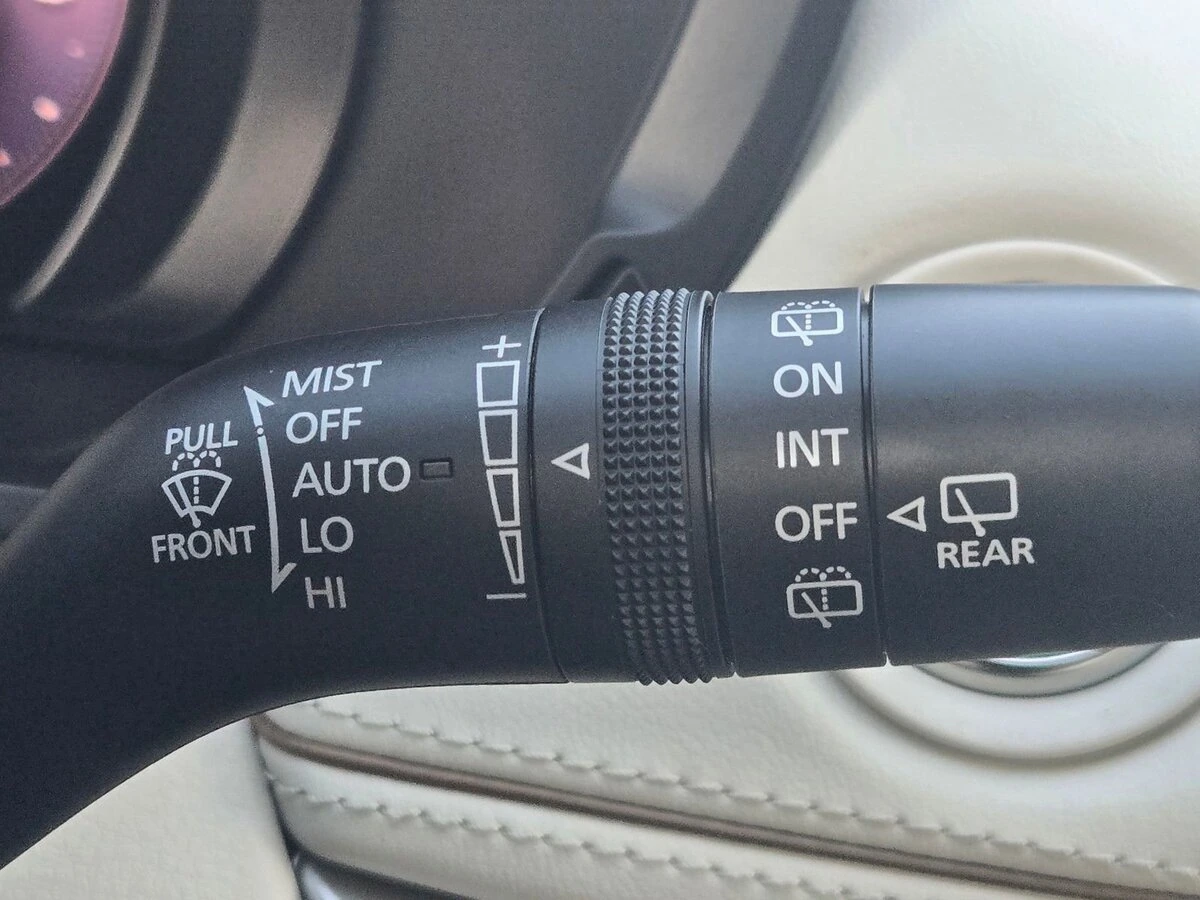 PULL
FRONT
MIST
OFF
AUTO
LO
HI
+
−
ON
INT
OFF
REAR